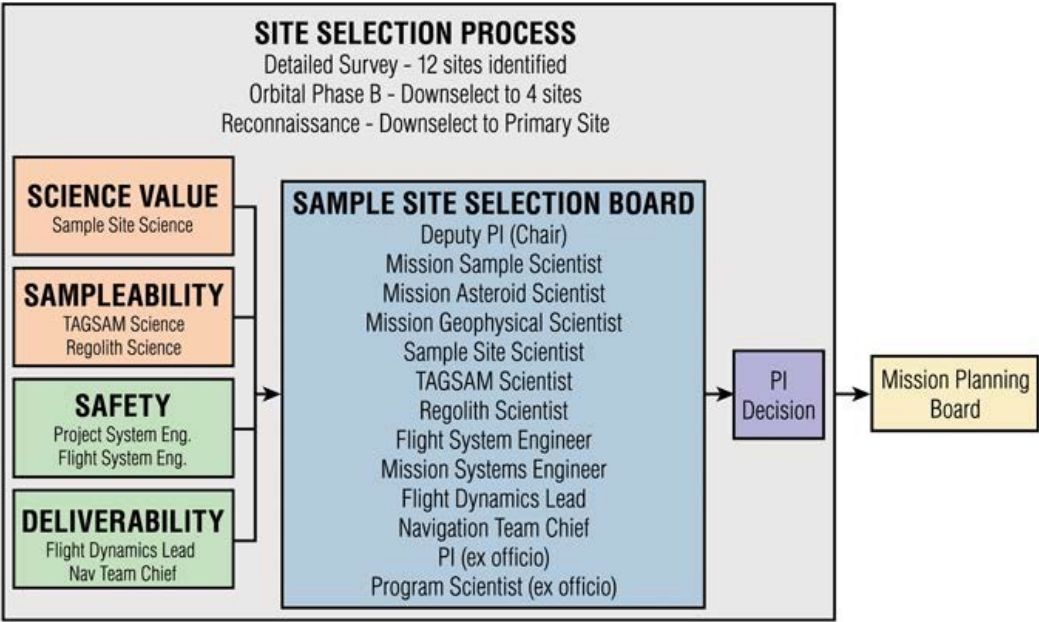 SITE SELECTION PROCESS
Detailed Survey - 12 sites identified
Orbital Phase B - Downselect to 4 sites
Reconnaissance - Downselect to Primary Site
SCIENCE VALUE
Sample Site Science
SAMPLEABILITY
TAGSAM Science
Regolith Science
SAFETY
Project System Eng.
Flight System Eng.
DELIVERABILITY
Flight Dynamics Lead
Nav Team Chief
SAMPLE SITE SELECTION BOARD
Deputy PI (Chair)
Mission Sample Scientist
Mission Asteroid Scientist
Mission Geophysical Scientist
Sample Site Scientist
TAGSAM Scientist
Regolith Scientist
Flight System Engineer
Mission Systems Engineer
Flight Dynamics Lead
Navigation Team Chief
PI (ex officio)
Program Scientist (ex officio)
PI
Decision
Mission Planning
Board